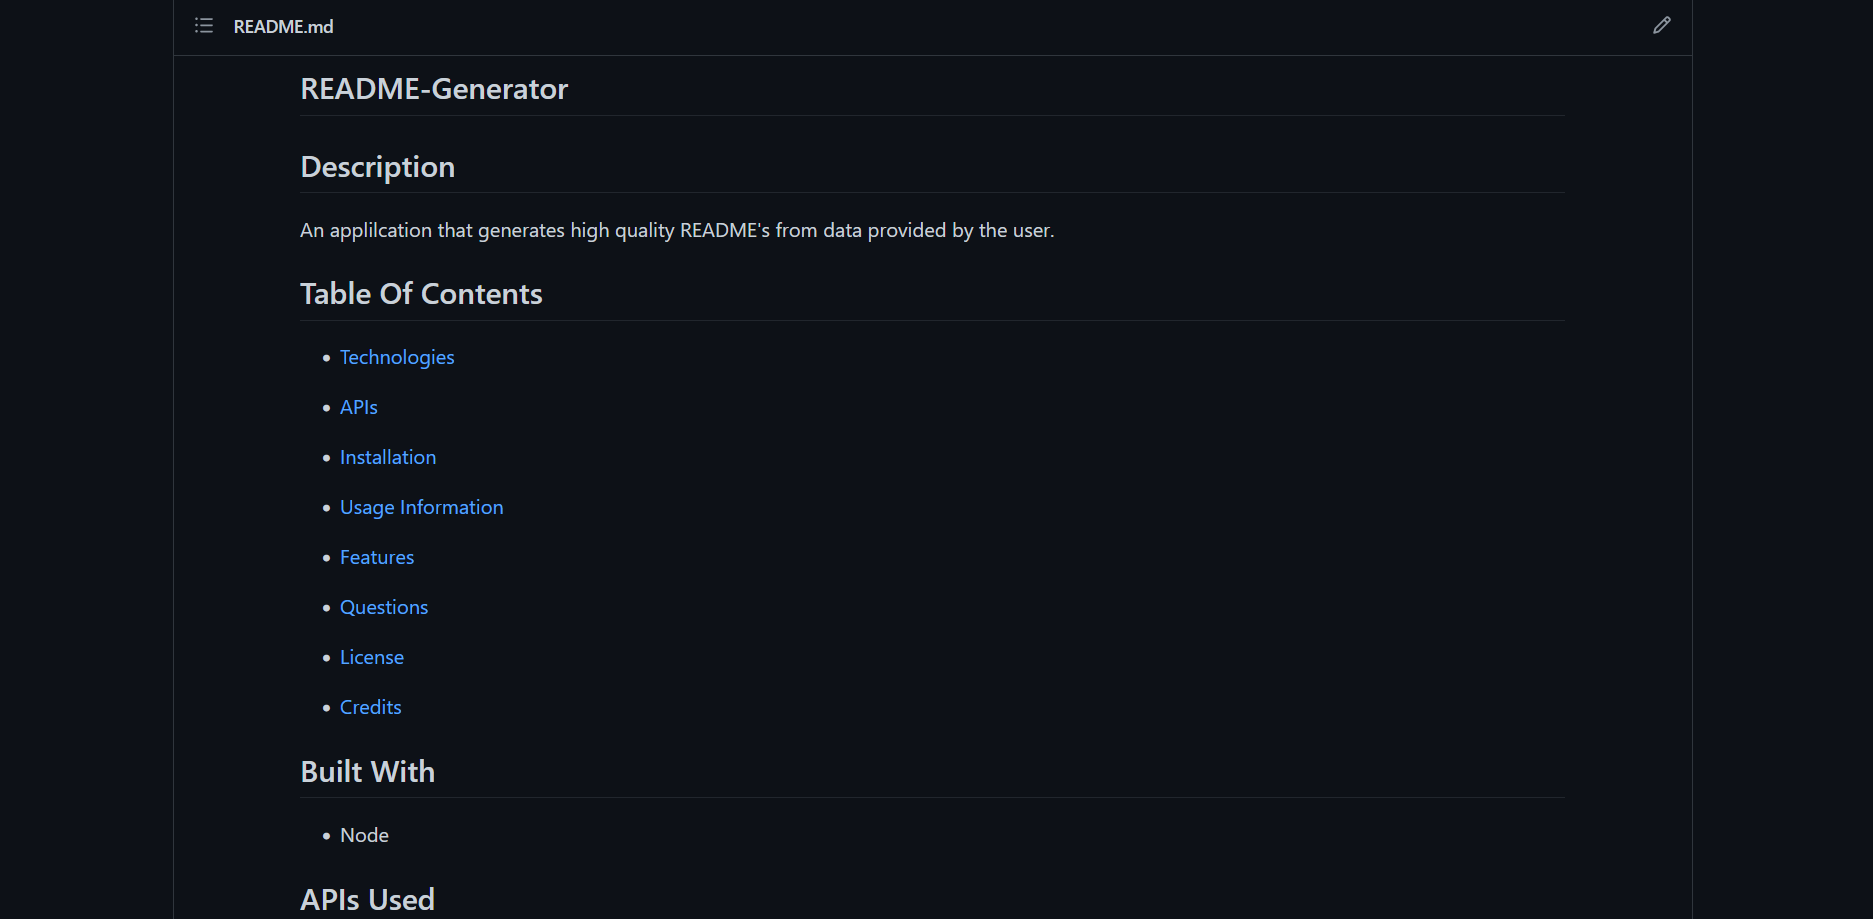 README.md
README-Generator
Description
An applilcation that generates high quality README's from data provided by the user.
Table Of Contents
Technologies
APIs
Installation
Usage Information
Features
Questions
License
Credits
Built With
Node
APIs Used